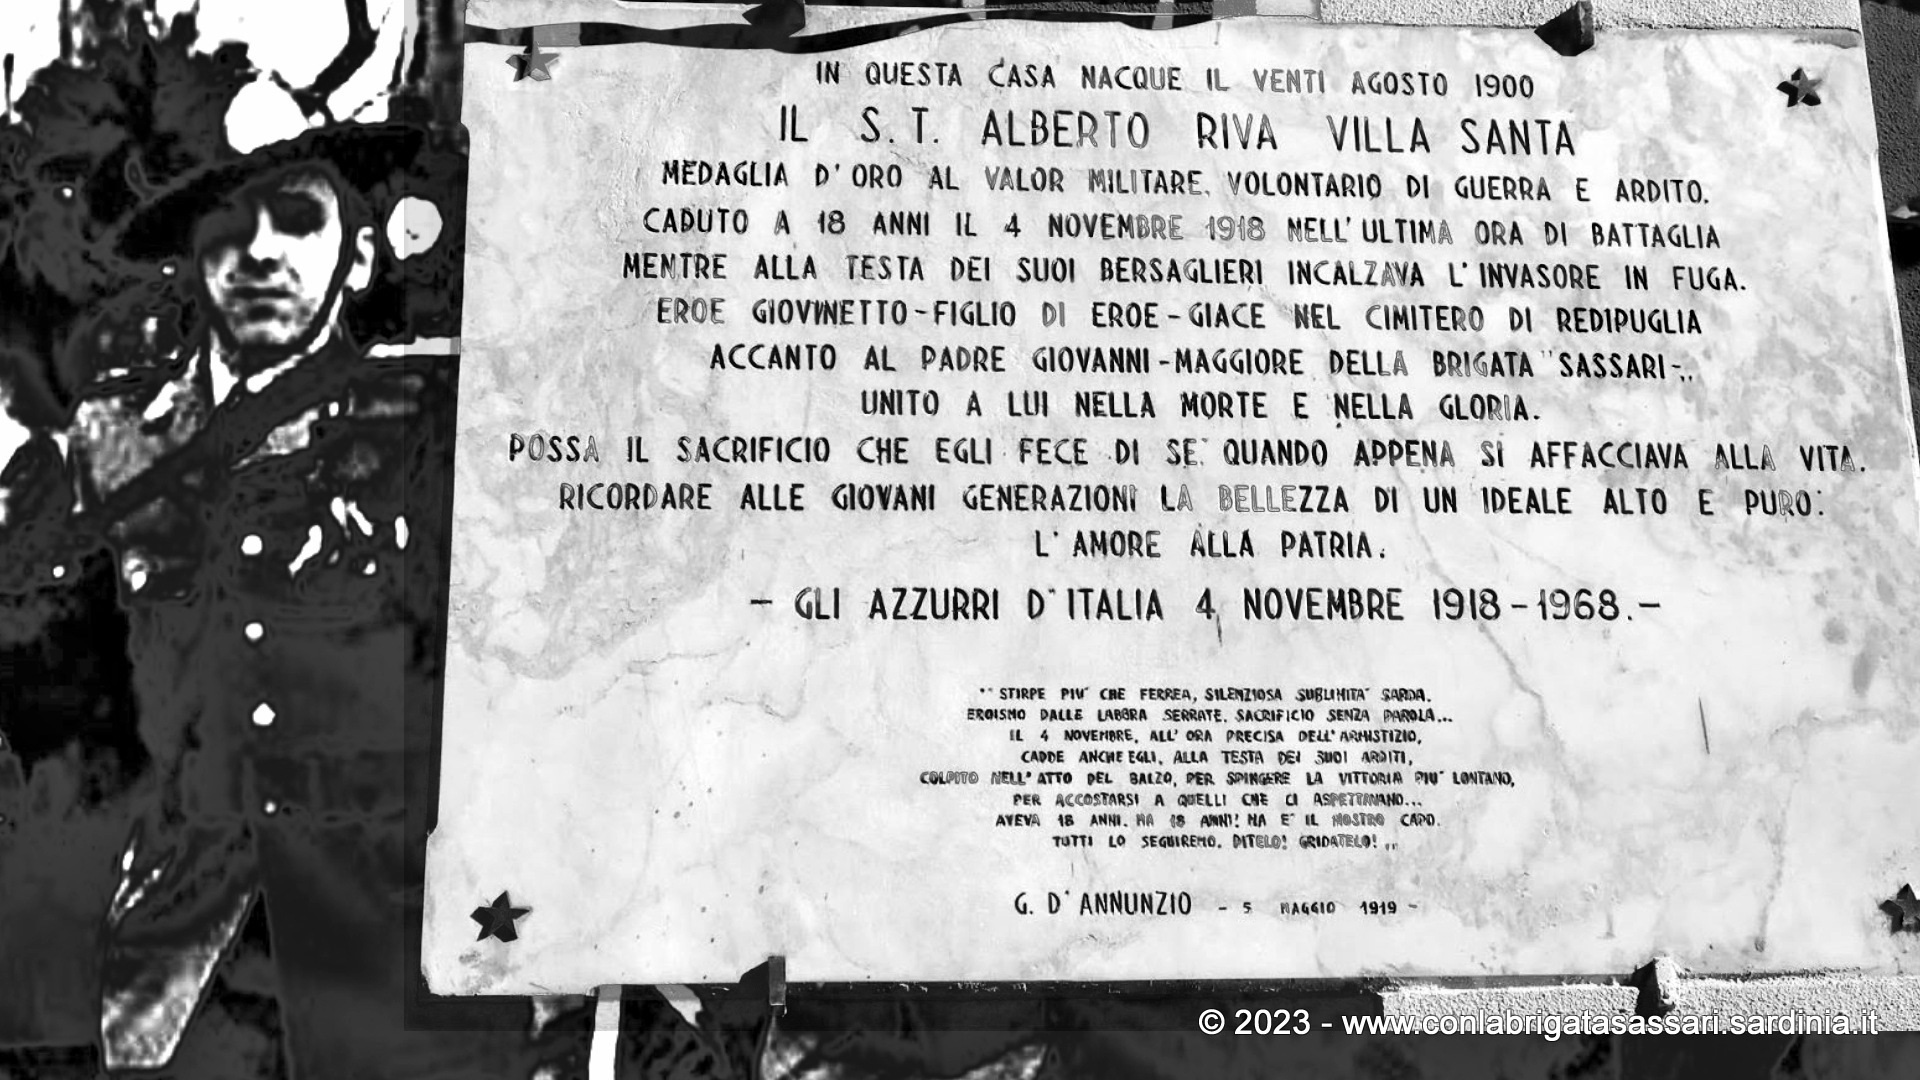 IN QUESTA CASA NACQUE IL VENTI AGOSTO 1900
IL S.T. ALBERTO RIVA VILLA SANTA
MEDAGLIA D'ORO AL VALOR MILITARE. VOLONTARIO DI GUERRA E ARDITO.
CADUTO A 18 ANNI IL 4 NOVEMBRE 1918 NELL'ULTIMA ORA DI BATTAGLIA
MENTRE ALLA TESTA DEI SUOI BERSAGLIERI INCALZAVA L'INVASORE IN FUGA.
EROE GIOVINETTO-FIGLIO DI EROE-GIACE NEL CIMITERO DI REDIPUGLIA
ACCANTO AL PADRE GIOVANNI-MAGGIORE DELLA BRIGATA "SASSARI-„
UNITO A LUI NELLA MORTE E NELLA GLORIA.
POSSA IL SACRIFICIO CHE EGLI FECE DI SE' QUANDO APPENA SI AFFACCIAVA ALLA VITA.
RICORDARE ALLE GIOVANI GENERAZIONI LA BELLEZZA DI UN IDEALE ALTO E PURO:
L'AMORE ALLA PATRIA.
- GLI AZZURRI D'ITALIA 4 NOVEMBRE 1918-1968.-
"STIRPE PIU' CHE FERREA, SILENZIOSA SUBLIMITA' SARDA.
EROISMO DALLE LABBRA SERRATE. SACRIFICIO SENZA PAROLA...
IL 4 NOVEMBRE, ALL'ORA PRECISA DELL'ARMISTIZIO,
CADDE ANCHE EGLI, ALLA TESTA DEI SUOI ARDITI,
COLPITO NELL'ATTO DEL BALZO, PER SPINGERE LA VITTORIA PIU' LONTANO,
PER ACCOSTARSI A QUELLI CHE CI ASPETTAVANO...
AVEVA 18 ANNI. HA 18 ANNI! MA E' IL NOSTRO CAPO.
TUTTI LO SEGUIREMO. DITELO! GRIDATELO! „
G. D'ANNUNZIO - 5 MAGGIO 1919 -
© 2023 - www.conlabrigatasassari.sardinia.it